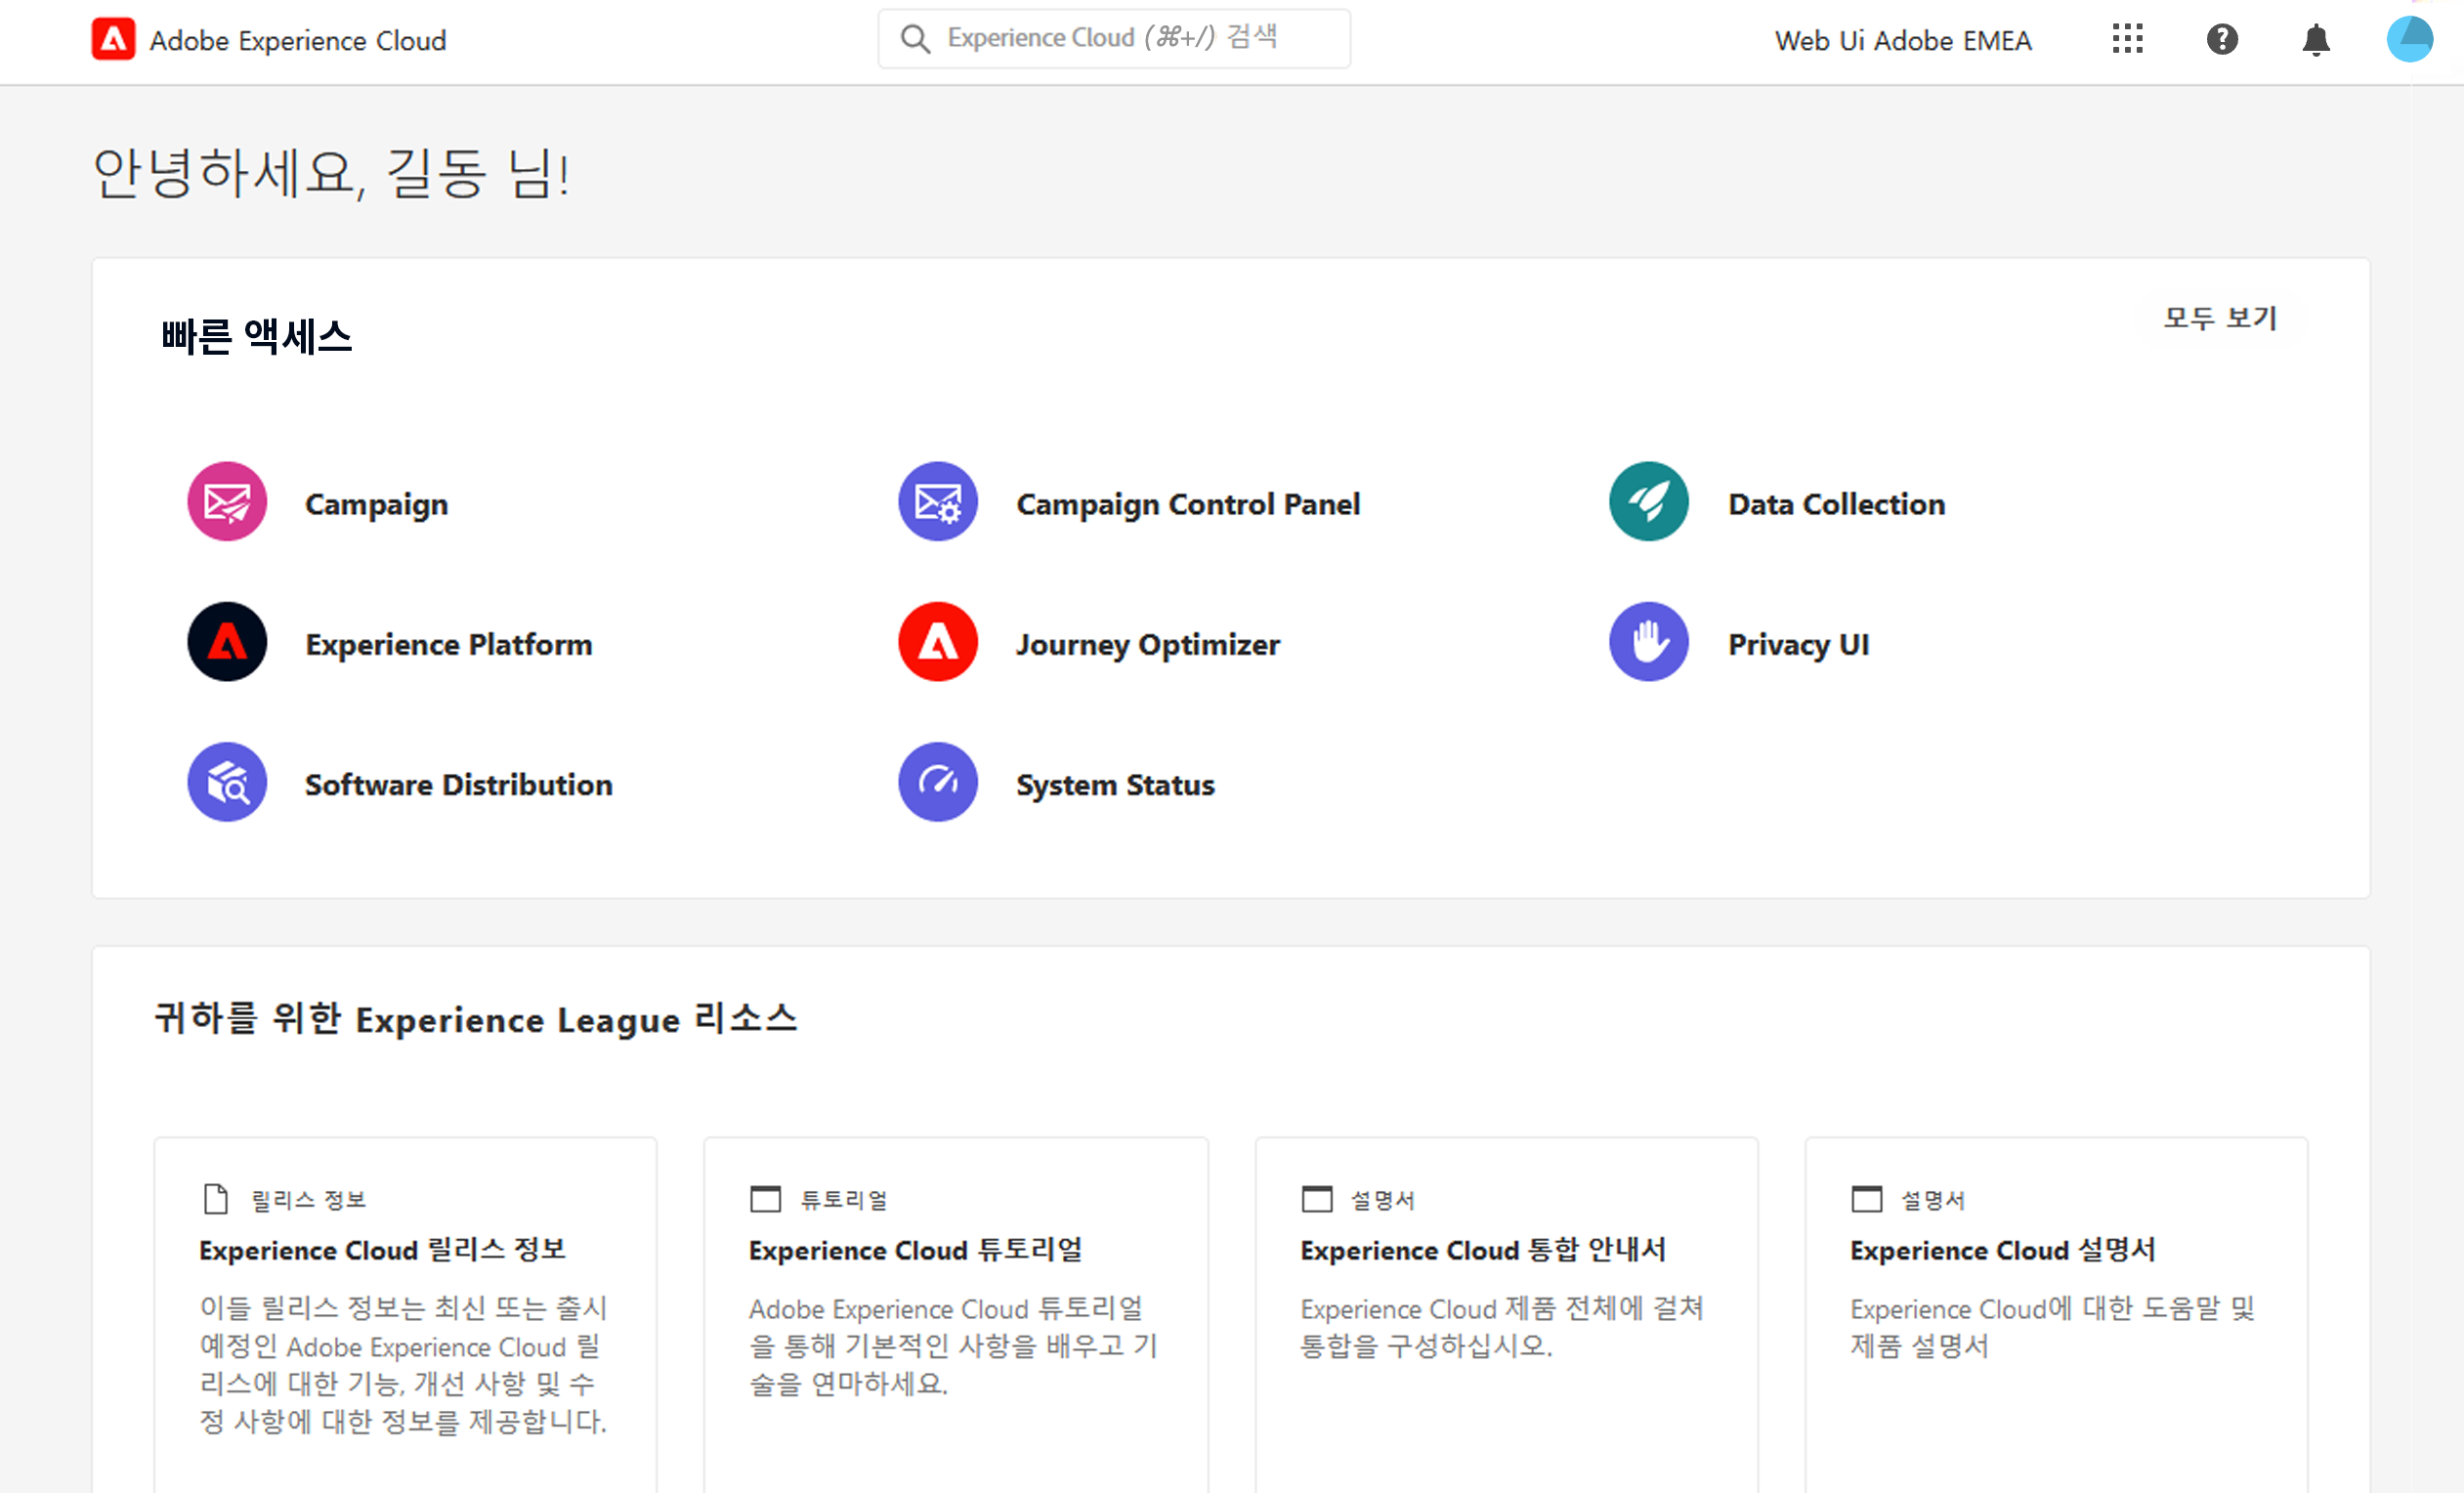 Adobe Experience Cloud
Experience Cloud (⌘+/) 검색
Web Ui Adobe EMEA
안녕하세요, 길동 님!
빠른 액세스
모두 보기
Campaign
Campaign Control Panel
Data Collection
Experience Platform
Journey Optimizer
Privacy UI
Software Distribution
System Status
귀하를 위한 Experience League 리소스
릴리스 정보
Experience Cloud 릴리스 정보
이들 릴리스 정보는 최신 또는 출시
예정인 Adobe Experience Cloud 릴
리스에 대한 기능, 개선 사항 및 수
정 사항에 대한 정보를 제공합니다.
튜토리얼
Experience Cloud 튜토리얼
Adobe Experience Cloud 튜토리얼
을 통해 기본적인 사항을 배우고 기
술을 연마하세요.
설명서
Experience Cloud 통합 안내서
Experience Cloud 제품 전체에 걸쳐
통합을 구성하십시오.
설명서
Experience Cloud 설명서
Experience Cloud에 대한 도움말 및
제품 설명서